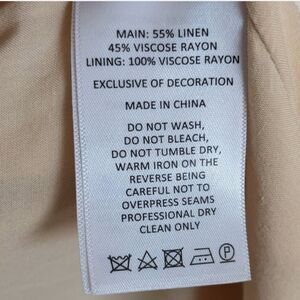 MAIN: 55% LINEN
45% VISCOSE RAYON
LINING: 100% VISCOSE RAYON
EXCLUSIVE OF DECORATION
MADE IN CHINA
DO NOT WASH,
DO NOT BLEACH,
DO NOT TUMBLE DRY,
WARM IRON ON THE
REVERSE BEING
CAREFUL NOT TO
OVERPRESS SEAMS
PROFESSIONAL DRY
CLEAN ONLY
P